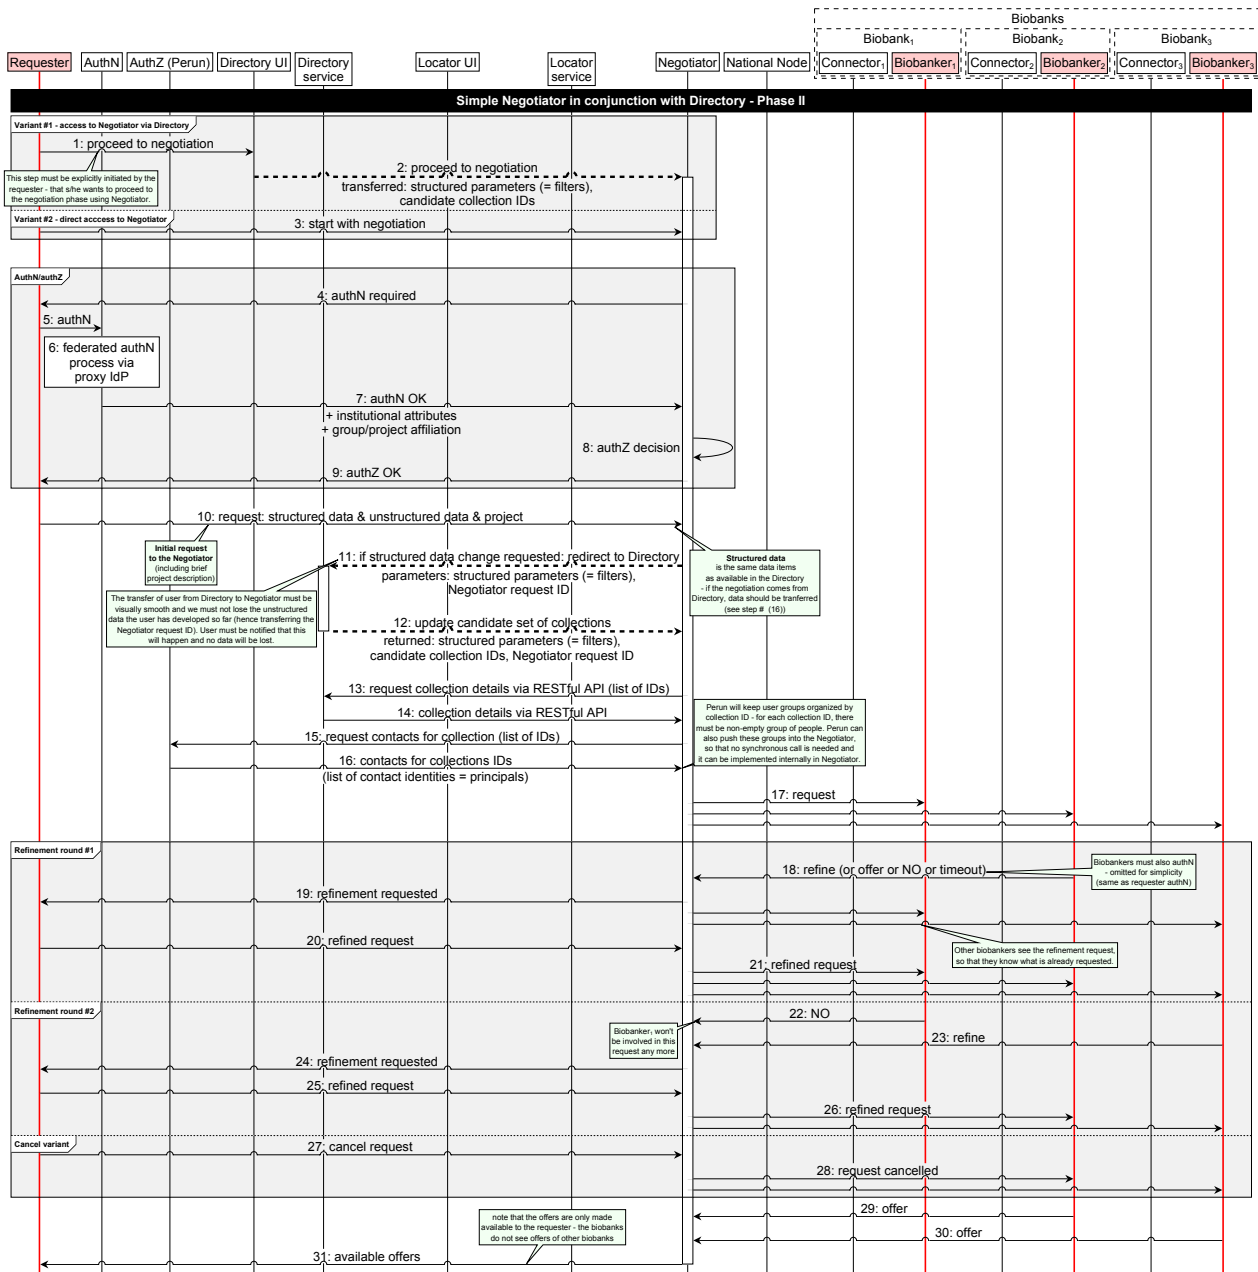 Biobanks
Biobank₁
Biobank₂
Biobank₃
Requester
AuthN
AuthZ (Perun)
Directory UI
Directory
service
Locator UI
Locator
service
Negotiator
National Node
Connector₁
Biobanker₁
Connector₂
Biobanker₂
Connector₃
Biobanker₃
Simple Negotiator in conjunction with Directory - Phase II
Variant #1 - access to Negotiator via Directory
1: proceed to negotiation
2: proceed to negotiation
transferred: structured parameters (= filters),
candidate collection IDs
This step must be explicitly initiated by the
requester - that s/he wants to proceed to
the negotiation phase using Negotiator.
Variant #2 - direct acccess to Negotiator
3: start with negotiation
AuthN/authZ
4: authN required
5: authN
6: federated authN
process via
proxy IdP
7: authN OK
+ institutional attributes
+ group/project affiliation
8: authZ decision
9: authZ OK
10: request: structured data & unstructured data & project
Initial request
to the Negotiator
(including brief
project description)
Structured data
is the same data items
as available in the Directory
- if the negotiation comes from
Directory, data should be tranferred
(see step # (16))
11: if structured data change requested: redirect to Directory
parameters: structured parameters (= filters),
Negotiator request ID
The transfer of user from Directory to Negotiator must be
visually smooth and we must not lose the unstructured
data the user has developed so far (hence transferring the
Negotiator request ID). User must be notified that this
will happen and no data will be lost.
12: update candidate set of collections
returned: structured parameters (= filters),
candidate collection IDs, Negotiator request ID
13: request collection details via RESTful API (list of IDs)
14: collection details via RESTful API
15: request contacts for collection (list of IDs)
16: contacts for collections IDs
(list of contact identities = principals)
Perun will keep user groups organized by
collection ID - for each collection ID, there
must be non-empty group of people. Perun can
also push these groups into the Negotiator,
so that no synchronous call is needed and
it can be implemented internally in Negotiator.
17: request
Refinement round #1
18: refine (or offer or NO or timeout)
Biobankers must also authN
- omitted for simplicity
(same as requester authN)
19: refinement requested
20: refined request
Other biobankers see the refinement request,
so that they know what is already requested.
21: refined request
Refinement round #2
22: NO
Biobanker₁ won't
be involved in this
request any more
23: refine
24: refinement requested
25: refined request
26: refined request
Cancel variant
27: cancel request
28: request cancelled
29: offer
note that the offers are only made
available to the requester - the biobanks
do not see offers of other biobanks
30: offer
31: available offers